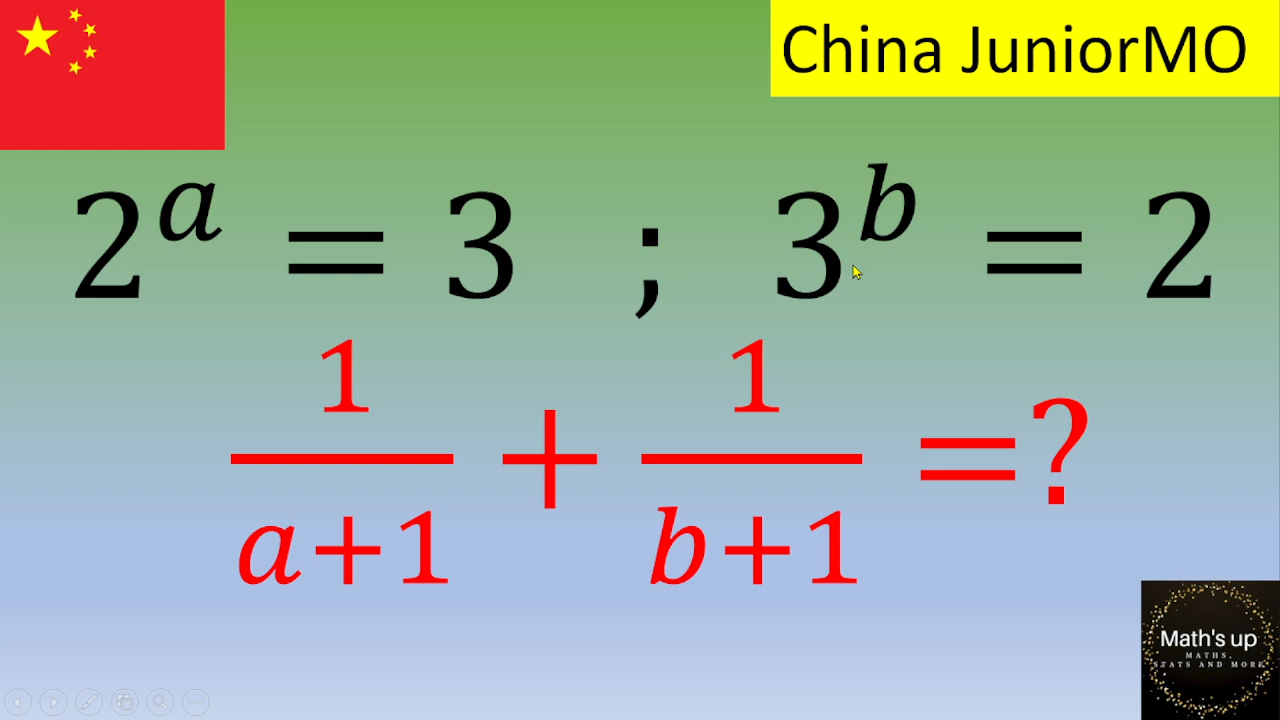 China JuniorMO
2^a = 3 ; 3^b = 2
1/(a+1) + 1/(b+1) =?
Math's up
MATHS,
STATS AND MORE